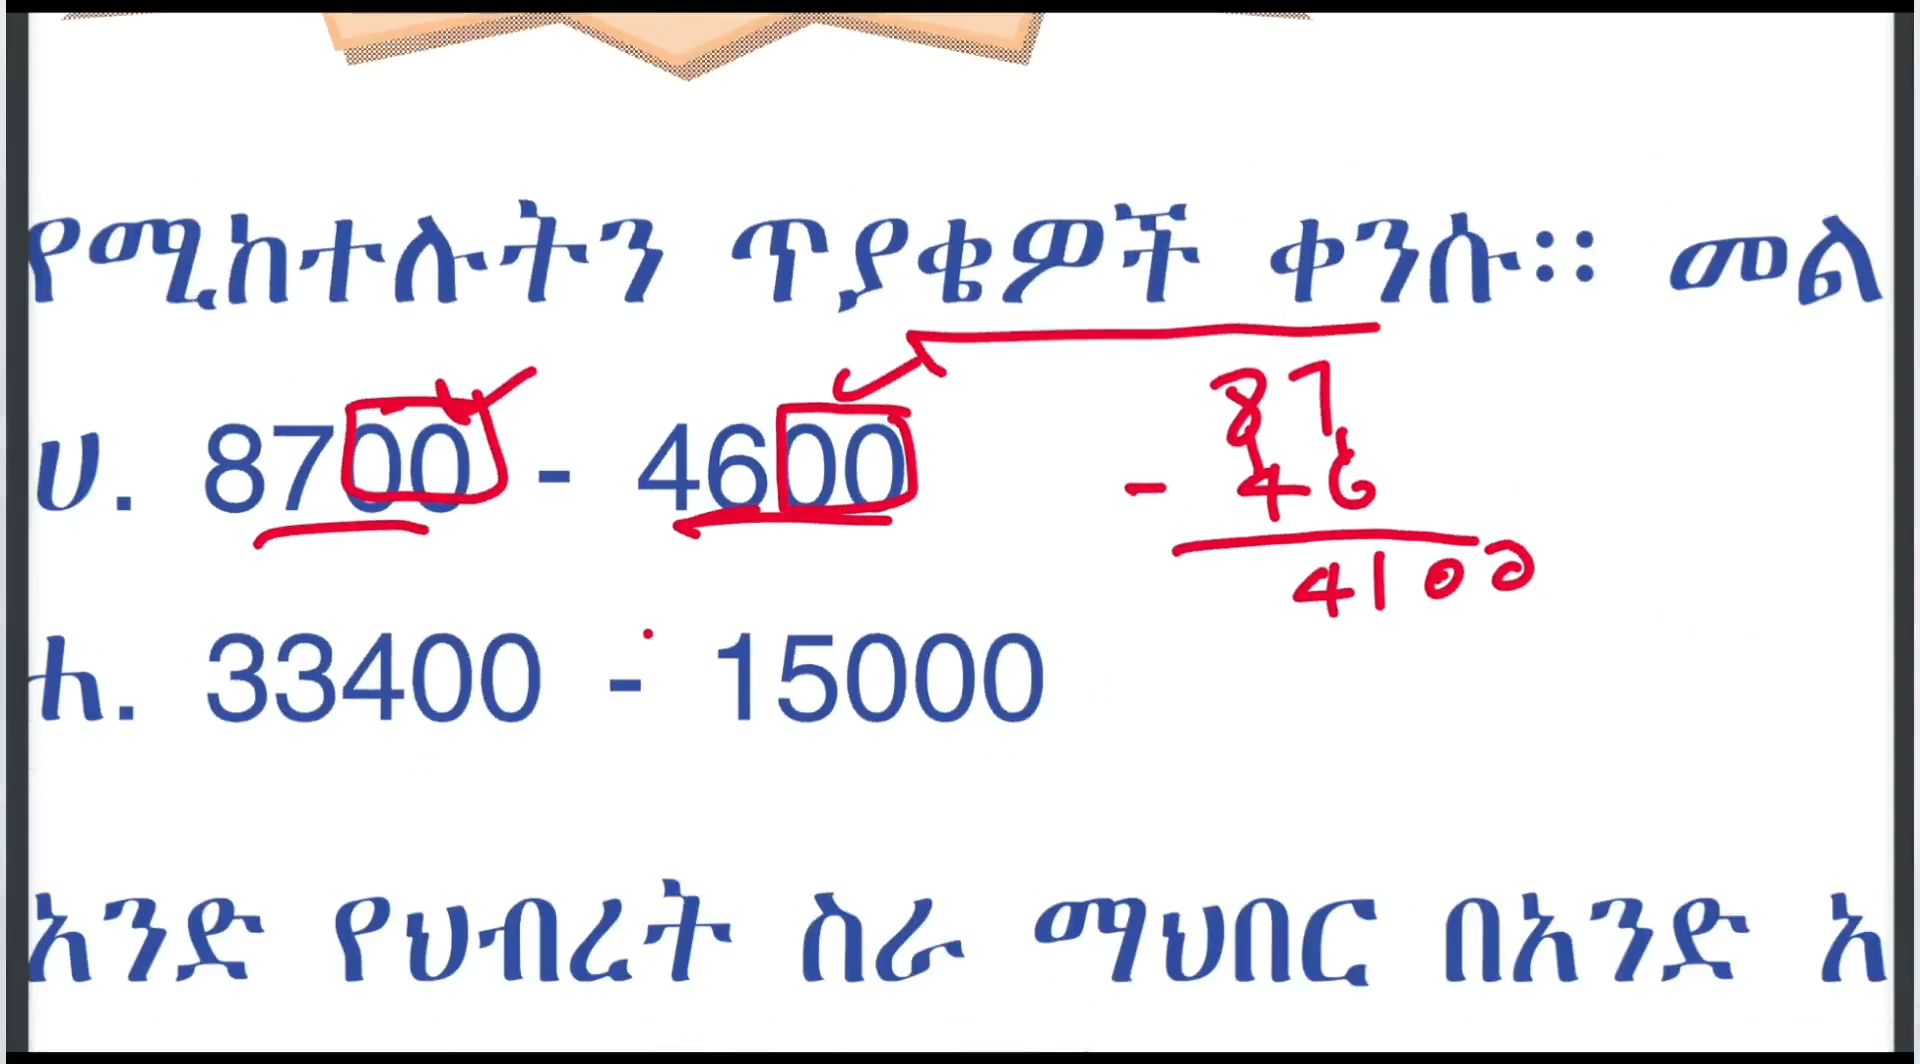 የሚከተሉትን ጥያቄዎች ቀንሱ፡፡ መል
ሀ. 8700 - 4600
87
- 46
4100
ሐ. 33400 - 15000
አንድ የህብረት ስራ ማህበር በአንድ አ